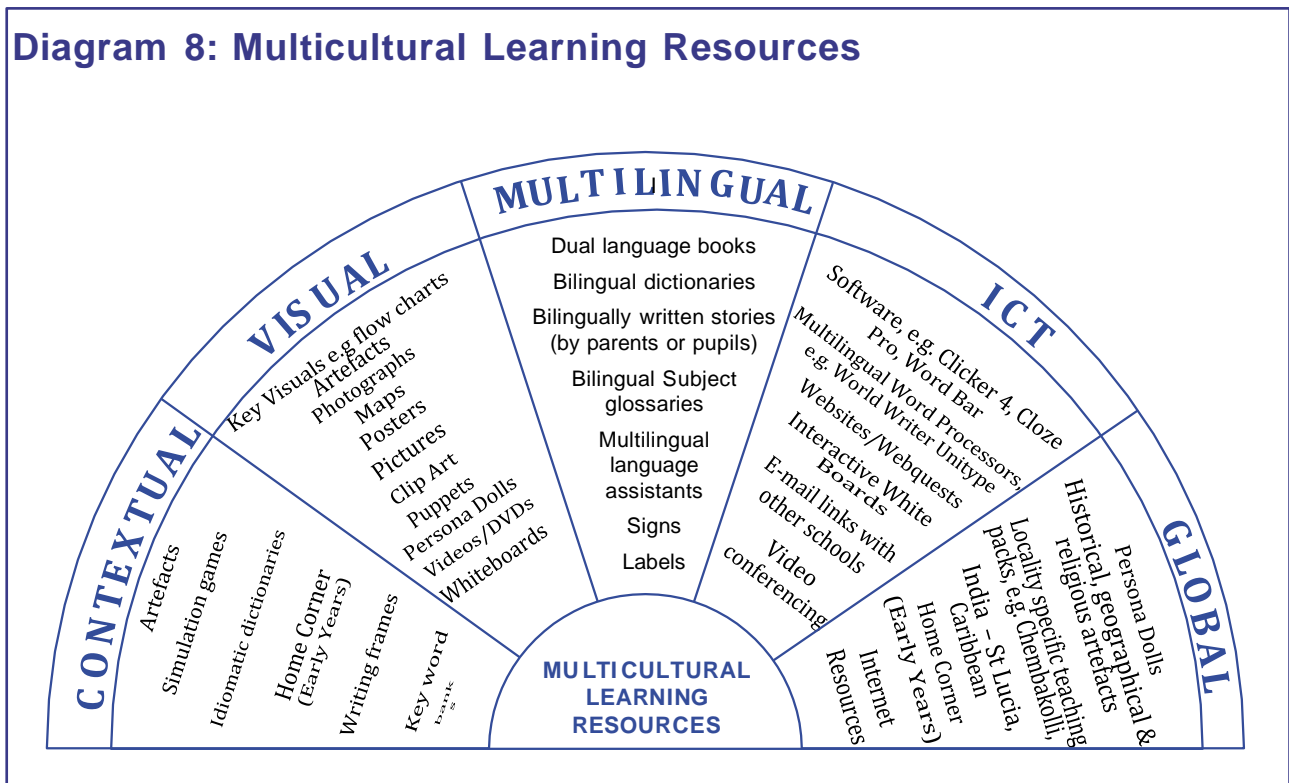 Diagram 8: Multicultural Learning Resources
CONTEXTUAL
Artefacts
Simulation games
Idiomatic dictionaries
Home Corner
(Early Years)
Writing frames
Key word
banks
VISUAL
Key Visuals e.g flow charts
Artefacts
Photographs
Maps
Posters
Pictures
Clip Art
Puppets
Persona Dolls
Videos/DVDs
Whiteboards
MULTILINGUAL
Dual language books
Bilingual dictionaries
Bilingually written stories
(by parents or pupils)
Bilingual Subject
glossaries
Multilingual
language
assistants
Signs
Labels
ICT
Software, e.g. Clicker 4, Cloze
Pro, Word Bar
Multilingual Word Processors,
e.g. World Writer Unitype
Websites/Webquests
Interactive White
Boards
E-mail links with
other schools
Video
conferencing
GLOBAL
Persona Dolls
Historical, geographical &
religious artefacts
Locality specific teaching
packs, e.g. Chembakolli,
India – St Lucia,
Caribbean
Home Corner
(Early Years)
Internet
Resources
MULTICULTURAL
LEARNING
RESOURCES